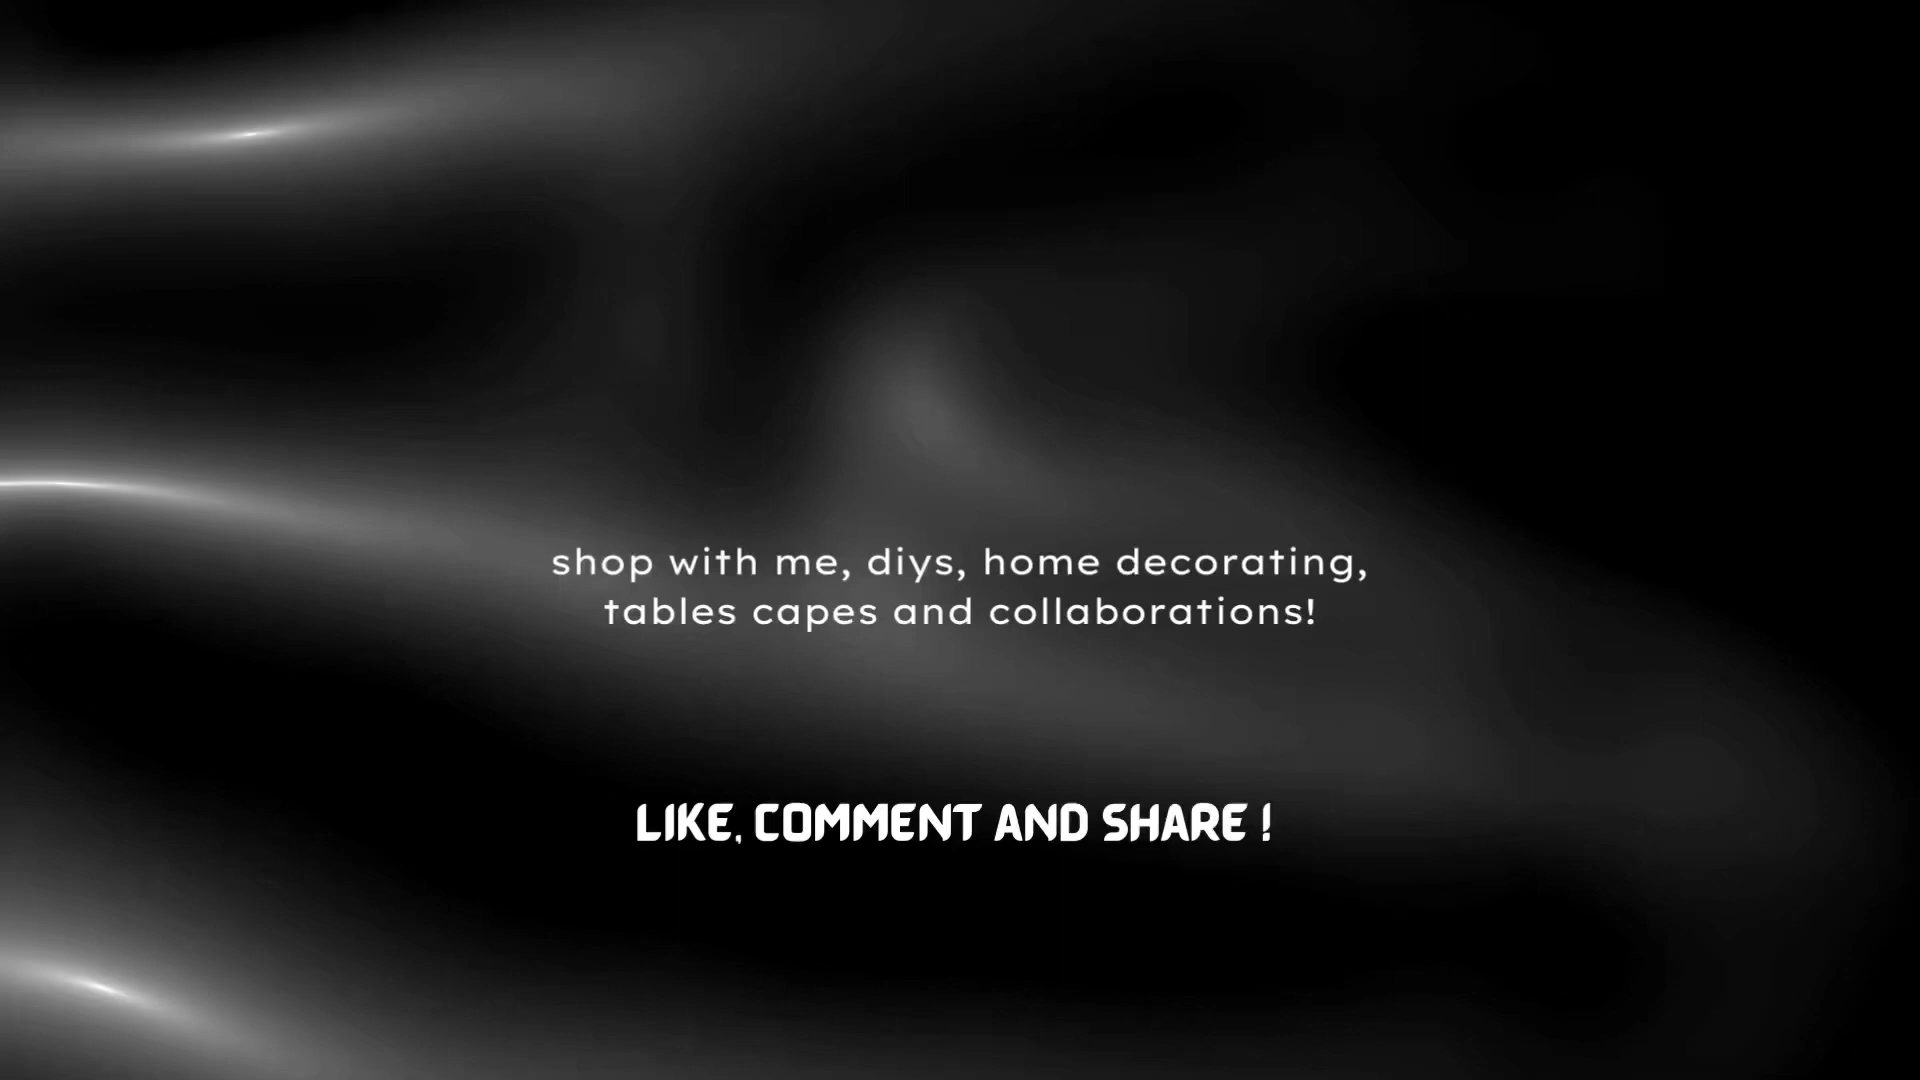 shop with me, diys, home decorating,
tables capes and collaborations!
LIKE, COMMENT AND SHARE !